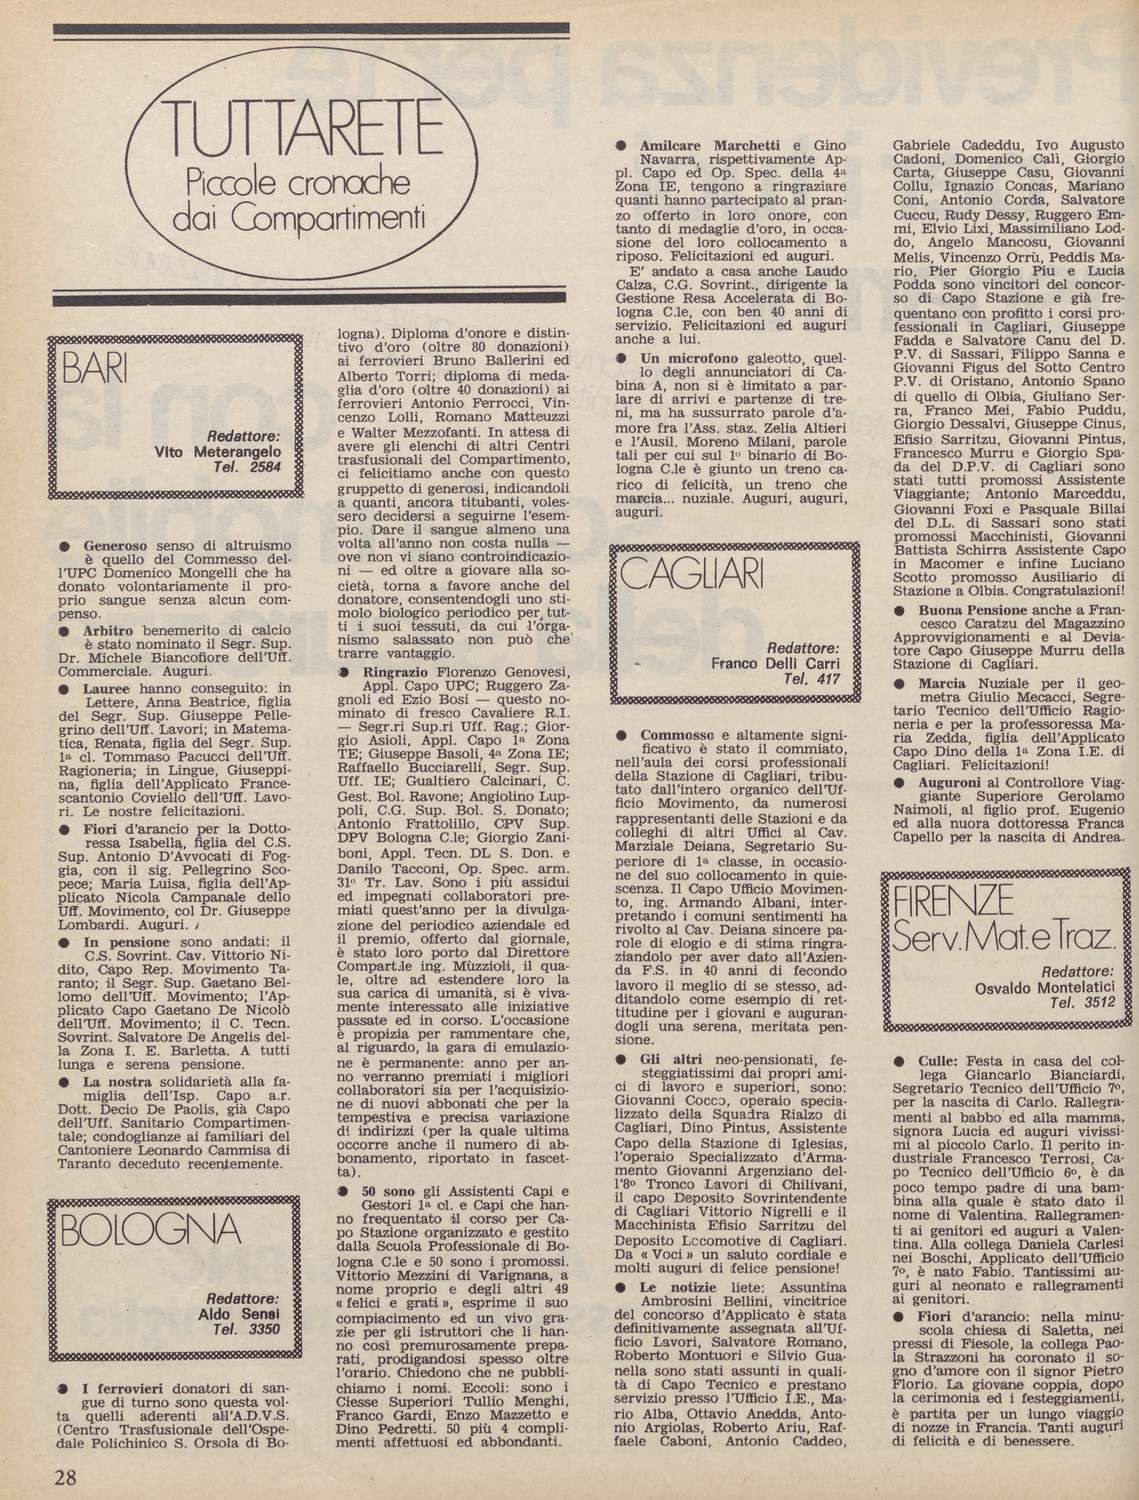 TUTTARETE
Piccole cronache
dai Compartimenti
BARI
Redattore:
Vito Meterangelo
Tel. 2584
● Generoso senso di altruismo
è quello del Commesso del-
l'UPC Domenico Mongelli che ha
donato volontariamente il pro-
prio sangue senza alcun com-
penso.
● Arbitro benemerito di calcio
è stato nominato il Segr. Sup.
Dr. Michele Biancofiore dell'Uff.
Commerciale. Auguri.
● Lauree hanno conseguito: in
Lettere, Anna Beatrice, figlia
del Segr. Sup. Giuseppe Pelle-
grino dell'Uff. Lavori; in Matema-
tica, Renata, figlia del Segr. Sup.
1ª cl. Tommaso Pacucci dell'Uff.
Ragioneria; in Lingue, Giuseppi-
na, figlia dell'Applicato France-
scantonio Coviello dell'Uff. Lavo-
ri. Le nostre felicitazioni.
● Fiori d'arancio per la Dotto-
ressa Isabella, figlia del C.S.
Sup. Antonio D'Avvocati di Fog-
gia, con il sig. Pellegrino Sco-
pece; Maria Luisa, figlia dell'Ap-
plicato Nicola Campanale dello
Uff. Movimento, col Dr. Giuseppe
Lombardi. Auguri.
● In pensione sono andati: il
C.S. Sovrint. Cav. Vittorio Ni-
dito, Capo Rep. Movimento Ta-
ranto; il Segr. Sup. Gaetano Bel-
lomo dell'Uff. Movimento; l'Ap-
plicato Capo Gaetano De Nicolò
dell'Uff. Movimento; il C. Tecn.
Sovrint. Salvatore De Angelis del-
la Zona I. E. Barletta. A tutti
lunga e serena pensione.
● La nostra solidarietà alla fa-
miglia dell'Isp. Capo a.r.
Dott. Decio De Paolis, già Capo
dell'Uff. Sanitario Compartimen-
tale; condoglianze ai familiari del
Cantoniere Leonardo Cammisa di
Taranto deceduto recentemente.
BOLOGNA
Redattore:
Aldo Sensi
Tel. 3350
● I ferrovieri donatori di san-
gue di turno sono questa vol-
ta quelli aderenti all'A.D.V.S.
(Centro Trasfusionale dell'Ospe-
dale Polichinico S. Orsola di Bo-
logna). Diploma d'onore e distin-
tivo d'oro (oltre 80 donazioni)
ai ferrovieri Bruno Ballerini ed
Alberto Torri; diploma di meda-
glia d'oro (oltre 40 donazioni) ai
ferrovieri Antonio Ferrocci, Vin-
cenzo Lolli, Romano Matteuzzi
e Walter Mezzofanti. In attesa di
avere gli elenchi di altri Centri
trasfusionali del Compartimento,
ci felicitiamo anche con questo
gruppetto di generosi, indicandoli
a quanti, ancora titubanti, voles-
sero decidersi a seguirne l'esem-
pio. Dare il sangue almeno una
volta all'anno non costa nulla —
ove non vi siano controindicazio-
ni — ed oltre a giovare alla so-
cietà, torna a favore anche del
donatore, consentendogli uno sti-
molo biologico periodico per tut-
ti i suoi tessuti, da cui l'orga-
nismo salassato non può che
trarre vantaggio.
● Ringrazio Florenzo Genovesi,
Appl. Capo UPC; Ruggero Za-
gnoli ed Ezio Bosi — questo no-
minato di fresco Cavaliere R.I.
— Segr.ri Sup.ri Uff. Rag.; Gior-
gio Asioli, Appl. Capo 1ª Zona
TE; Giuseppe Basoli, 4ª Zona IE;
Raffaello Bucciarelli, Segr. Sup.
Uff. IE; Gualtiero Calcinari, C.
Gest. Bol. Ravone; Angiolino Lup-
poli, C.G. Sup. Bol. S. Donato;
Antonio Frattolillo, CPV Sup.
DPV Bologna C.le; Giorgio Zani-
boni, Appl. Tecn. DL S. Don. e
Danilo Tacconi, Op. Spec. arm.
31º Tr. Lav. Sono i più assidui
ed impegnati collaboratori pre-
miati quest'anno per la divulga-
zione del periodico aziendale ed
il premio, offerto dal giornale,
è stato loro porto dal Direttore
Compart.le ing. Muzzioli, il qua-
le, oltre ad estendere loro la
sua carica di umanità, si è viva-
mente interessato alle iniziative
passate ed in corso. L'occasione
è propizia per rammentare che,
al riguardo, la gara di emulazio-
ne è permanente: anno per an-
no verranno premiati i migliori
collaboratori sia per l'acquisizio-
ne di nuovi abbonati che per la
tempestiva e precisa variazione
di indirizzi (per la quale ultima
occorre anche il numero di ab-
bonamento, riportato in fascet-
ta).
● 50 sono gli Assistenti Capi e
Gestori 1ª cl. e Capi che han-
no frequentato il corso per Ca-
po Stazione organizzato e gestito
dalla Scuola Professionale di Bo-
logna C.le e 50 sono i promossi.
Vittorio Mezzini di Varignana, a
nome proprio e degli altri 49
« felici e grati », esprime il suo
compiacimento ed un vivo gra-
zie per gli istruttori che li han-
no così premurosamente prepa-
rati, prodigandosi spesso oltre
l'orario. Chiedono che ne pubbli-
chiamo i nomi. Eccoli: sono i
Ciesse Superiori Tullio Menghi,
Franco Gardi, Enzo Mazzetto e
Dino Pedretti. 50 più 4 compli-
menti affettuosi ed abbondanti.
● Amilcare Marchetti e Gino
Navarra, rispettivamente Ap-
pl. Capo ed Op. Spec. della 4ª
Zona IE, tengono a ringraziare
quanti hanno partecipato al pran-
zo offerto in loro onore, con
tanto di medaglie d'oro, in occa-
sione del loro collocamento a
riposo. Felicitazioni ed auguri.
E' andato a casa anche Laudo
Calza, C.G. Sovrint., dirigente la
Gestione Resa Accelerata di Bo-
logna C.le, con ben 40 anni di
servizio. Felicitazioni ed auguri
anche a lui.
● Un microfono galeotto, quel-
lo degli annunciatori di Ca-
bina A, non si è limitato a par-
lare di arrivi e partenze di tre-
ni, ma ha sussurrato parole d'a-
more fra l'Ass. staz. Zelia Altieri
e l'Ausil. Moreno Milani, parole
tali per cui sul 1º binario di Bo-
logna C.le è giunto un treno ca-
rico di felicità, un treno che
marcia... nuziale. Auguri, auguri,
auguri.
CAGLIARI
Redattore:
Franco Delli Carri
Tel. 417
● Commosso e altamente signi-
ficativo è stato il commiato,
nell'aula dei corsi professionali
della Stazione di Cagliari, tribu-
tato dall'intero organico dell'Uf-
ficio Movimento, da numerosi
rappresentanti delle Stazioni e da
colleghi di altri Uffici al Cav.
Marziale Deiana, Segretario Su-
periore di 1ª classe, in occasio-
ne del suo collocamento in quie-
scenza. Il Capo Ufficio Movimen-
to, ing. Armando Albani, inter-
pretando i comuni sentimenti ha
rivolto al Cav. Deiana sincere pa-
role di elogio e di stima ringra-
ziandolo per aver dato all'Azien-
da F.S. in 40 anni di fecondo
lavoro il meglio di se stesso, ad-
ditandolo come esempio di ret-
titudine per i giovani e auguran-
dogli una serena, meritata pen-
sione.
● Gli altri neo-pensionati, fe-
steggiatissimi dai propri ami-
ci di lavoro e superiori, sono:
Giovanni Cocco, operaio specia-
lizzato della Squadra Rialzo di
Cagliari, Dino Pintus, Assistente
Capo della Stazione di Iglesias,
l'operaio Specializzato d'Arma-
mento Giovanni Argenziano del-
l'8º Tronco Lavori di Chilivani,
il capo Deposito Sovrintendente
di Cagliari Vittorio Nigrelli e il
Macchinista Efisio Sarritzu del
Deposito Locomotive di Cagliari.
Da « Voci » un saluto cordiale e
molti auguri di felice pensione!
● Le notizie liete: Assuntina
Ambrosini Bellini, vincitrice
del concorso d'Applicato è stata
definitivamente assegnata all'Uf-
ficio Lavori, Salvatore Romano,
Roberto Montuori e Silvio Gua-
nella sono stati assunti in quali-
tà di Capo Tecnico e prestano
servizio presso l'Ufficio I.E., Ma-
rio Alba, Ottavio Anedda, Anto-
nio Argiolas, Roberto Ariu, Raf-
faele Caboni, Antonio Caddeo,
Gabriele Cadeddu, Ivo Augusto
Cadoni, Domenico Calì, Giorgio
Carta, Giuseppe Casu, Giovanni
Collu, Ignazio Concas, Mariano
Coni, Antonio Corda, Salvatore
Cuccu, Rudy Dessy, Ruggero Em-
mi, Elvio Lixi, Massimiliano Lod-
do, Angelo Mancosu, Giovanni
Melis, Vincenzo Orrù, Peddis Ma-
rio, Pier Giorgio Piu e Lucia
Podda sono vincitori del concor-
so di Capo Stazione e già fre-
quentano con profitto i corsi pro-
fessionali in Cagliari, Giuseppe
Fadda e Salvatore Canu del D.
P.V. di Sassari, Filippo Sanna e
Giovanni Figus del Sotto Centro
P.V. di Oristano, Antonio Spano
di quello di Olbia, Giuliano Ser-
ra, Franco Mei, Fabio Puddu,
Giorgio Dessalvi, Giuseppe Cinus,
Efisio Sarritzu, Giovanni Pintus,
Francesco Murru e Giorgio Spa-
da del D.P.V. di Cagliari sono
stati tutti promossi Assistente
Viaggiante; Antonio Marceddu,
Giovanni Foxi e Pasquale Billai
del D.L. di Sassari sono stati
promossi Macchinisti, Giovanni
Battista Schirra Assistente Capo
in Macomer e infine Luciano
Scotto promosso Ausiliario di
Stazione a Olbia. Congratulazioni!
● Buona Pensione anche a Fran-
cesco Caratzu del Magazzino
Approvvigionamenti e al Devia-
tore Capo Giuseppe Murru della
Stazione di Cagliari.
● Marcia Nuziale per il geo-
metra Giulio Mecacci, Segre-
tario Tecnico dell'Ufficio Ragio-
neria e per la professoressa Ma-
ria Zedda, figlia dell'Applicato
Capo Dino della 1ª Zona I.E. di
Cagliari. Felicitazioni!
● Auguroni al Controllore Viag-
giante Superiore Gerolamo
Naimoli, al figlio prof. Eugenio
ed alla nuora dottoressa Franca
Capello per la nascita di Andrea.
FIRENZE
Serv. Mat. e Traz.
Redattore:
Osvaldo Montelatici
Tel. 3512
● Culle: Festa in casa del col-
lega Giancarlo Bianciardi,
Segretario Tecnico dell'Ufficio 7º,
per la nascita di Carlo. Rallegra-
menti al babbo ed alla mamma,
signora Lucia ed auguri vivissi-
mi al piccolo Carlo. Il perito in-
dustriale Francesco Terrosi, Ca-
po Tecnico dell'Ufficio 6º, è da
poco tempo padre di una bam-
bina alla quale è stato dato il
nome di Valentina. Rallegramen-
ti ai genitori ed auguri a Valen-
tina. Alla collega Daniela Carlesi
nei Boschi, Applicato dell'Ufficio
7º, è nato Fabio. Tantissimi au-
guri al neonato e rallegramenti
ai genitori.
● Fiori d'arancio: nella minu-
scola chiesa di Saletta, nei
pressi di Fiesole, la collega Pao-
la Strazzoni ha coronato il so-
gno d'amore con il signor Pietro
Florio. La giovane coppia, dopo
la cerimonia ed i festeggiamenti,
è partita per un lungo viaggio
di nozze in Francia. Tanti auguri
di felicità e di benessere.
28